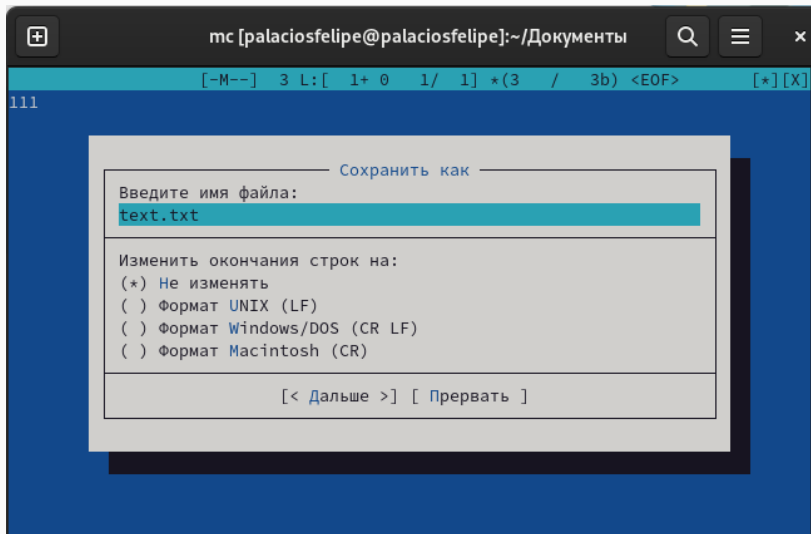 mc [palaciosfelipe@palaciosfelipe]:~/Документы
[-M--]  3 L:[  1+ 0   1/  1] *(3   /   3b) <EOF>      [*][X]
111
Сохранить как
Введите имя файла:
text.txt
Изменить окончания строк на:
(*) Не изменять
( ) Формат UNIX (LF)
( ) Формат Windows/DOS (CR LF)
( ) Формат Macintosh (CR)
[< Дальше >] [ Прервать ]